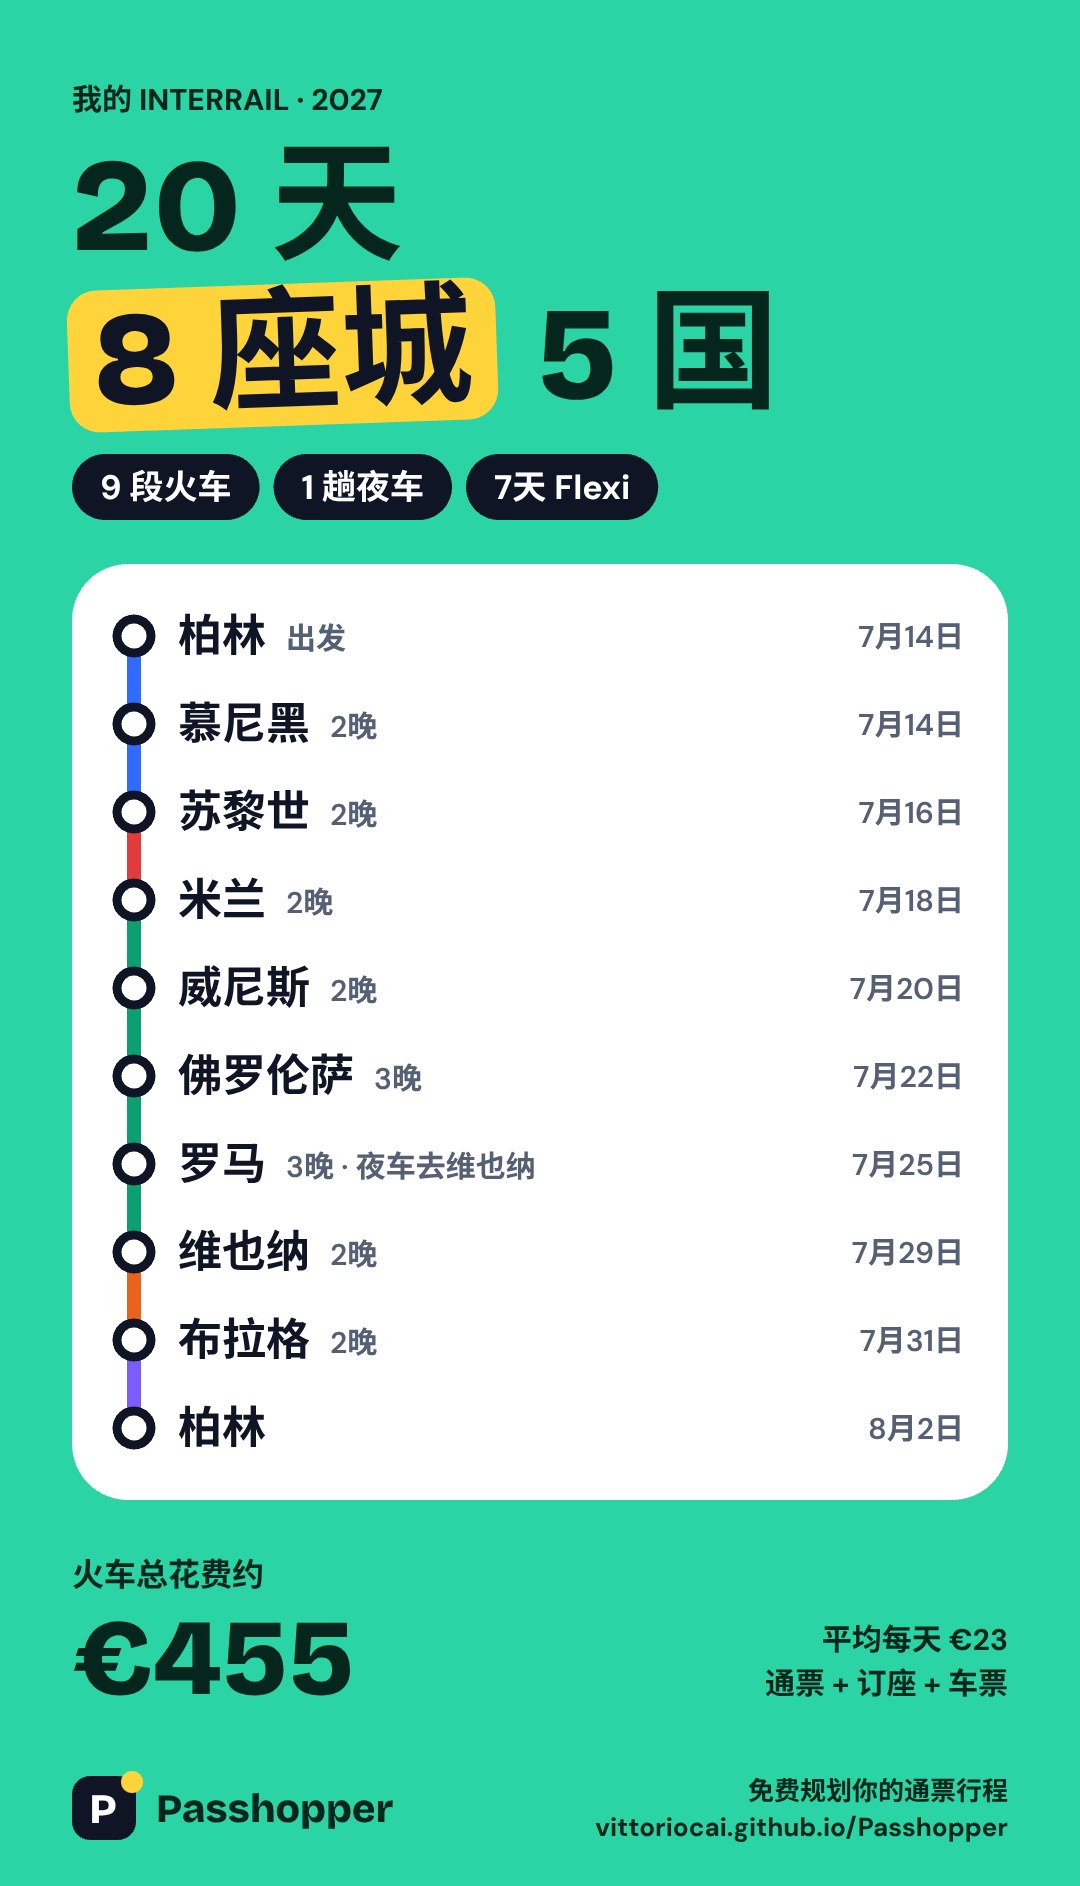 我的 INTERRAIL · 2027
20 天
8 座城 5 国
9 段火车 1 趟夜车 7天 Flexi
柏林 出发 7月14日
慕尼黑 2晚 7月14日
苏黎世 2晚 7月16日
米兰 2晚 7月18日
威尼斯 2晚 7月20日
佛罗伦萨 3晚 7月22日
罗马 3晚 · 夜车去维也纳 7月25日
维也纳 2晚 7月29日
布拉格 2晚 7月31日
柏林 8月2日
火车总花费约
€455
平均每天 €23
通票 + 订座 + 车票
P Passhopper
免费规划你的通票行程
vittoriocai.github.io/Passhopper